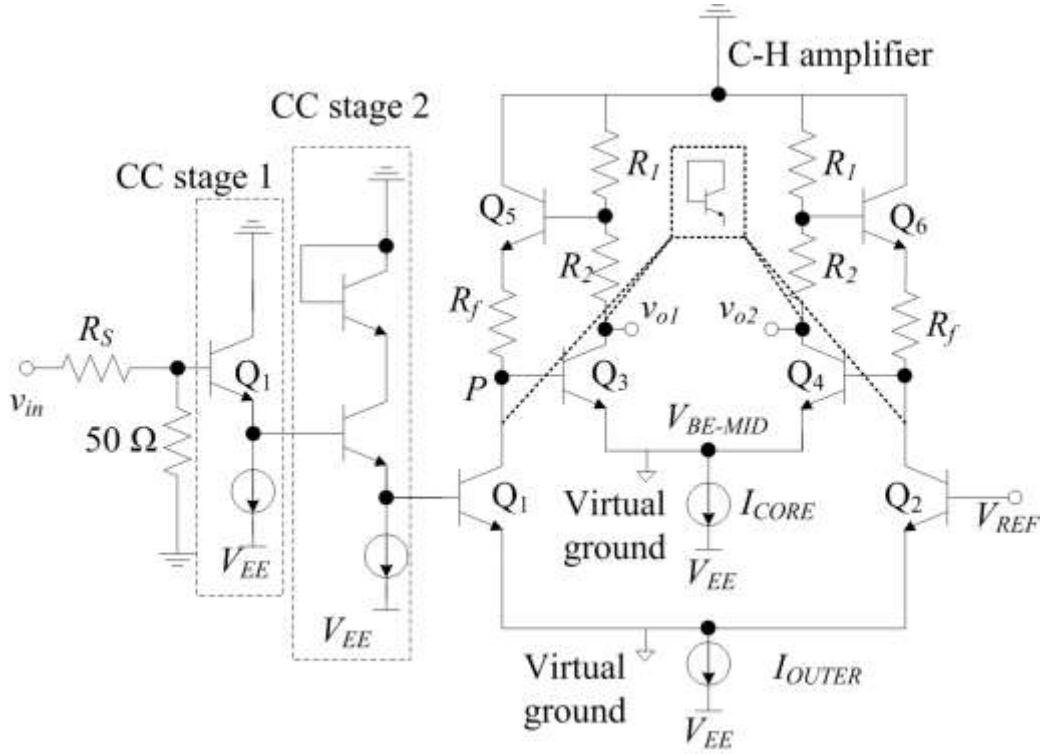 C-H amplifier
CC stage 2
CC stage 1
R1
R1
Q5
Q6
R2
R2
Rf
vo1
vo2
Rf
RS
Q1
Q3
Q4
vin
P
VBE-MID
50 Ω
Q1
Virtual
ground
ICORE
Q2
VREF
VEE
VEE
VEE
Virtual
ground
IOUTER
VEE